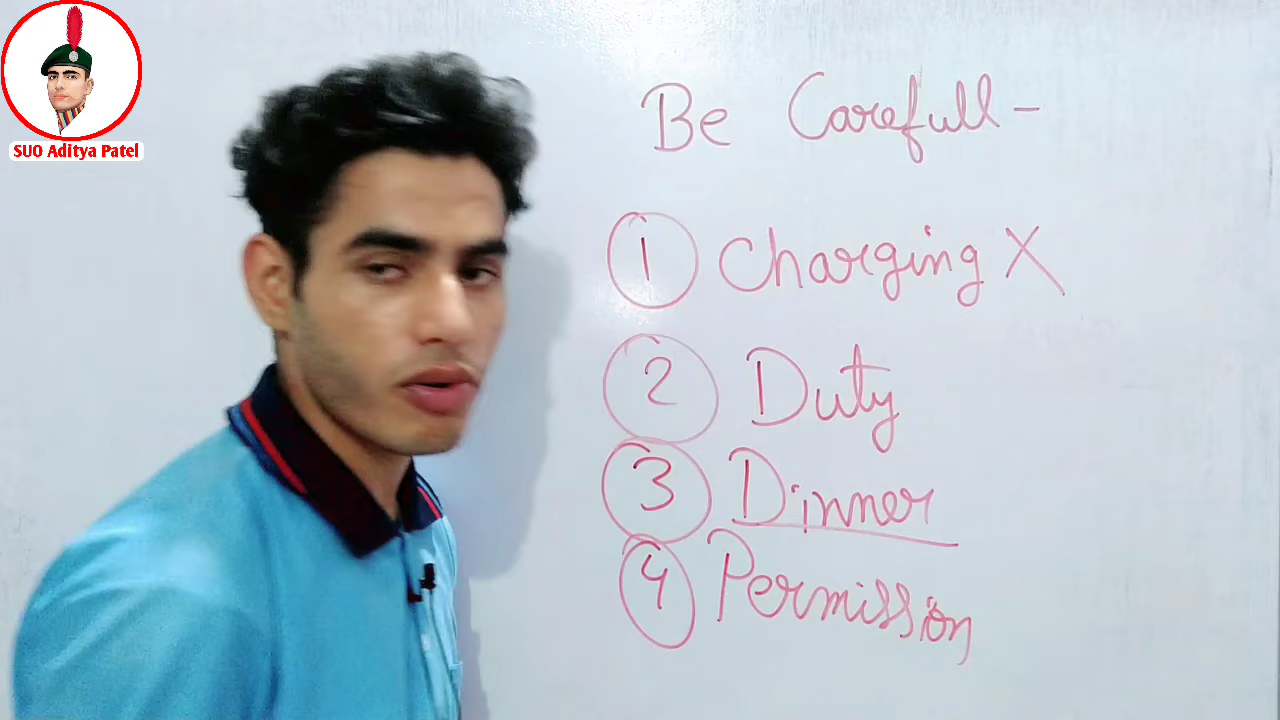 SUO Aditya Patel
Be Carefull -
1 Charging X
2 Duty
3 Dinner
4 Permission